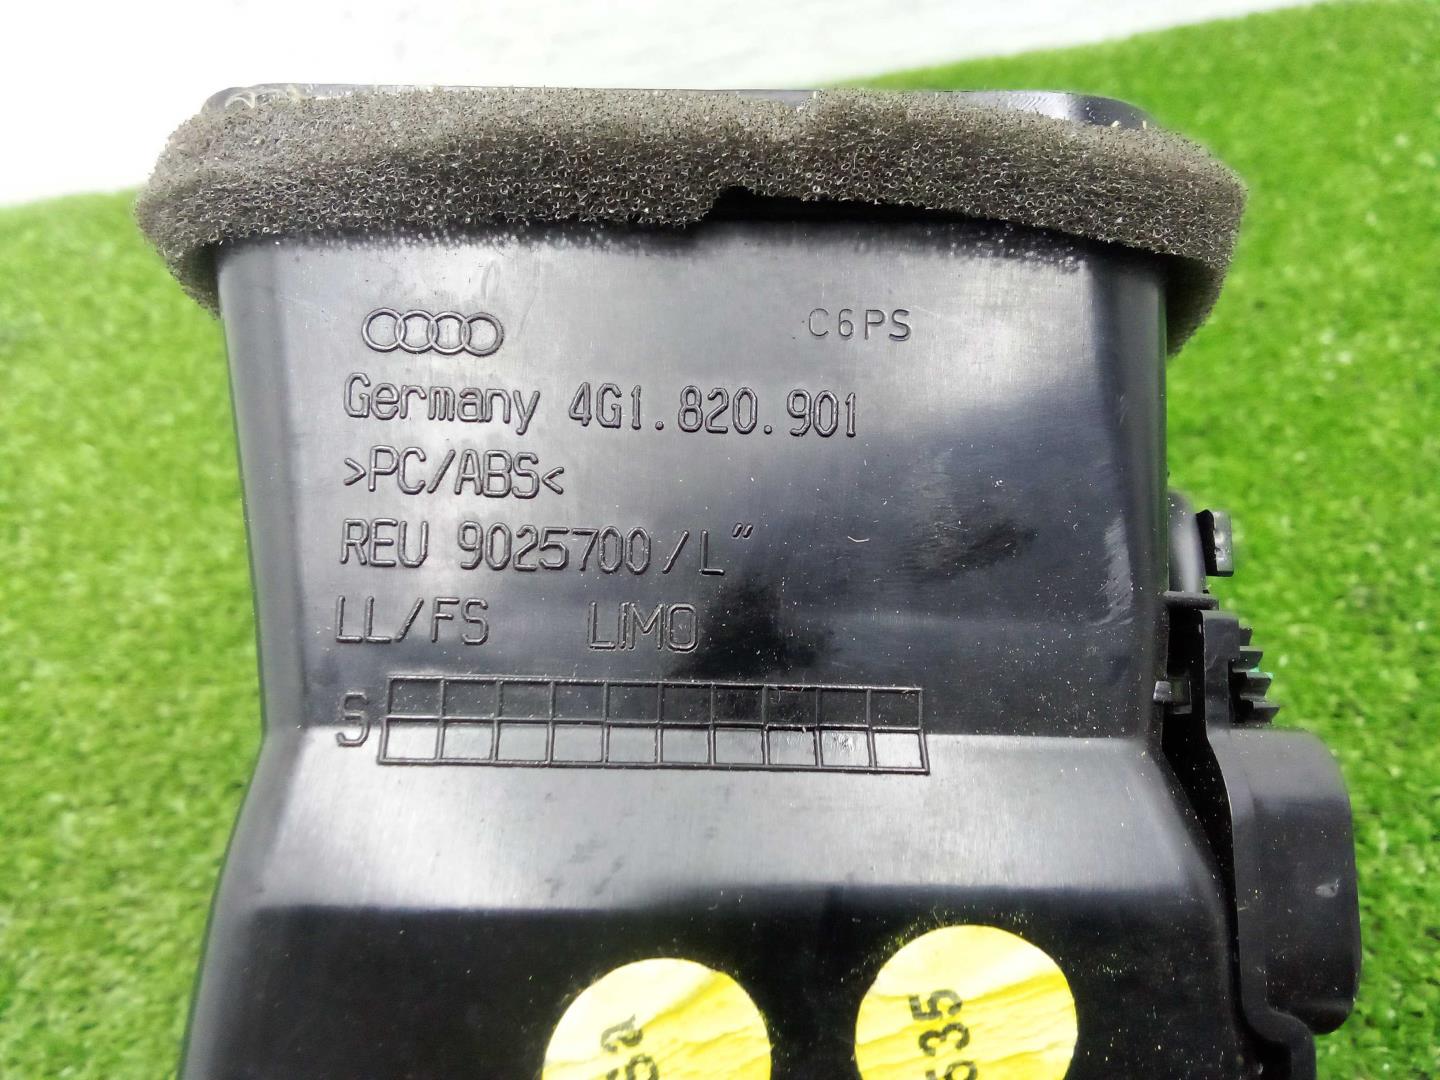 C6PS
Germany 4G1.820.901
>PC/ABS<
REU 9025700/L"
LL/FS LIMO
S